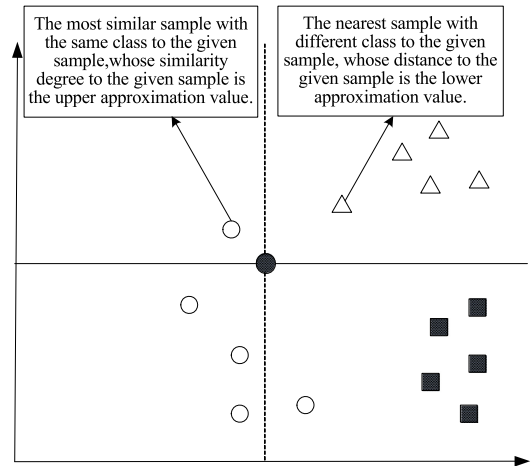 The most similar sample with
the same class to the given
sample,whose similarity
degree to the given sample is
the upper approximation value.
The nearest sample with
different class to the given
sample, whose distance to the
given sample is the lower
approximation value.